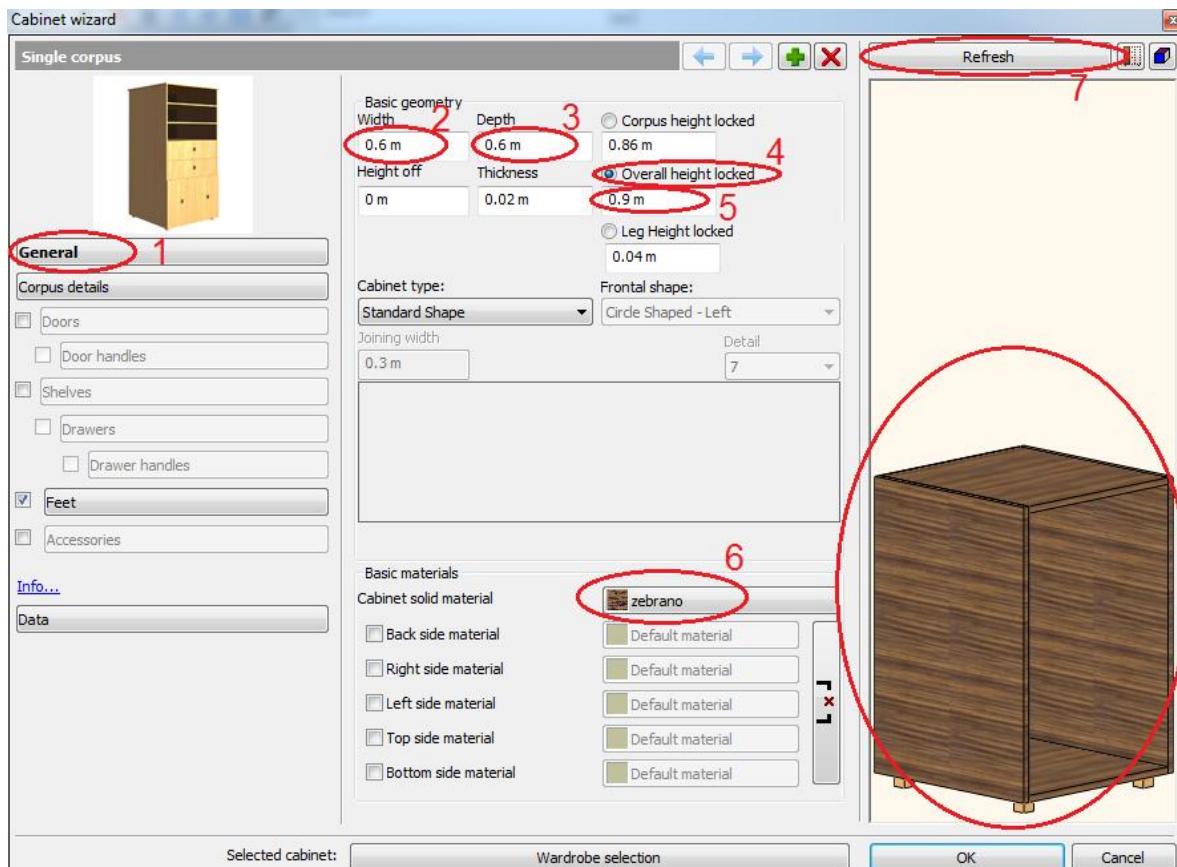 Cabinet wizard
Single corpus
Refresh
7
General
1
Corpus details
Doors
Door handles
Shelves
Drawers
Drawer handles
Feet
Accessories
Info...
Data
Basic geometry
Width
2
Depth
3
Corpus height locked
0.6 m
0.6 m
0.86 m
4
Height off
Thickness
Overall height locked
0 m
0.02 m
0.9 m
5
Leg Height locked
0.04 m
Cabinet type:
Frontal shape:
Standard Shape
Circle Shaped - Left
Joining width
Detail
0.3 m
7
Basic materials
6
Cabinet solid material
zebrano
Back side material
Default material
Right side material
Default material
Left side material
Default material
Top side material
Default material
Bottom side material
Default material
Selected cabinet:
Wardrobe selection
OK
Cancel